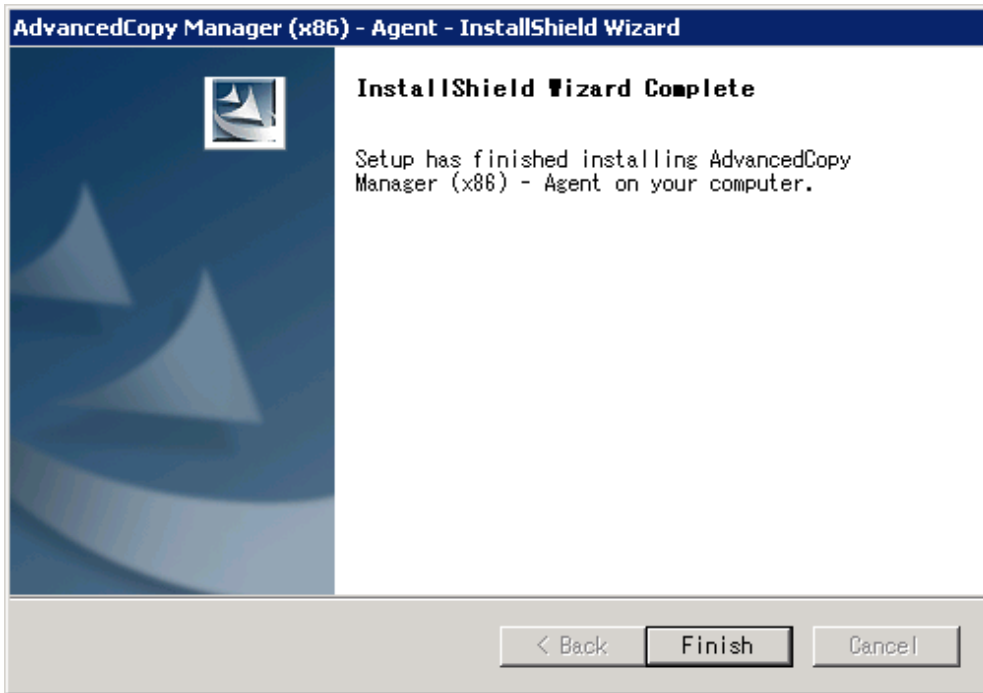 AdvancedCopy Manager (x86) - Agent - InstallShield Wizard
InstallShield Wizard Complete
Setup has finished installing AdvancedCopy
Manager (x86) - Agent on your computer.
< Back
Finish
Cancel